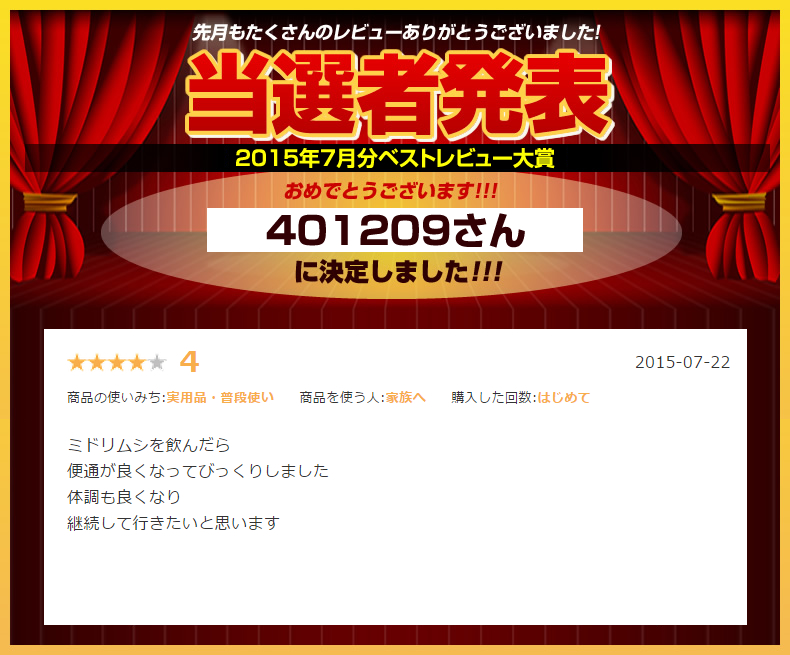 先月もたくさんのレビューありがとうございました!
当選者発表
2015年7月分ベストレビュー大賞
おめでとうございます!!!
401209さん
に決定しました!!!
★★★★★ 4 2015-07-22
商品の使いみち:実用品・普段使い 商品を使う人:家族へ 購入した回数:はじめて
ミドリムシを飲んだら
便通が良くなってびっくりしました
体調も良くなり
継続して行きたいと思います